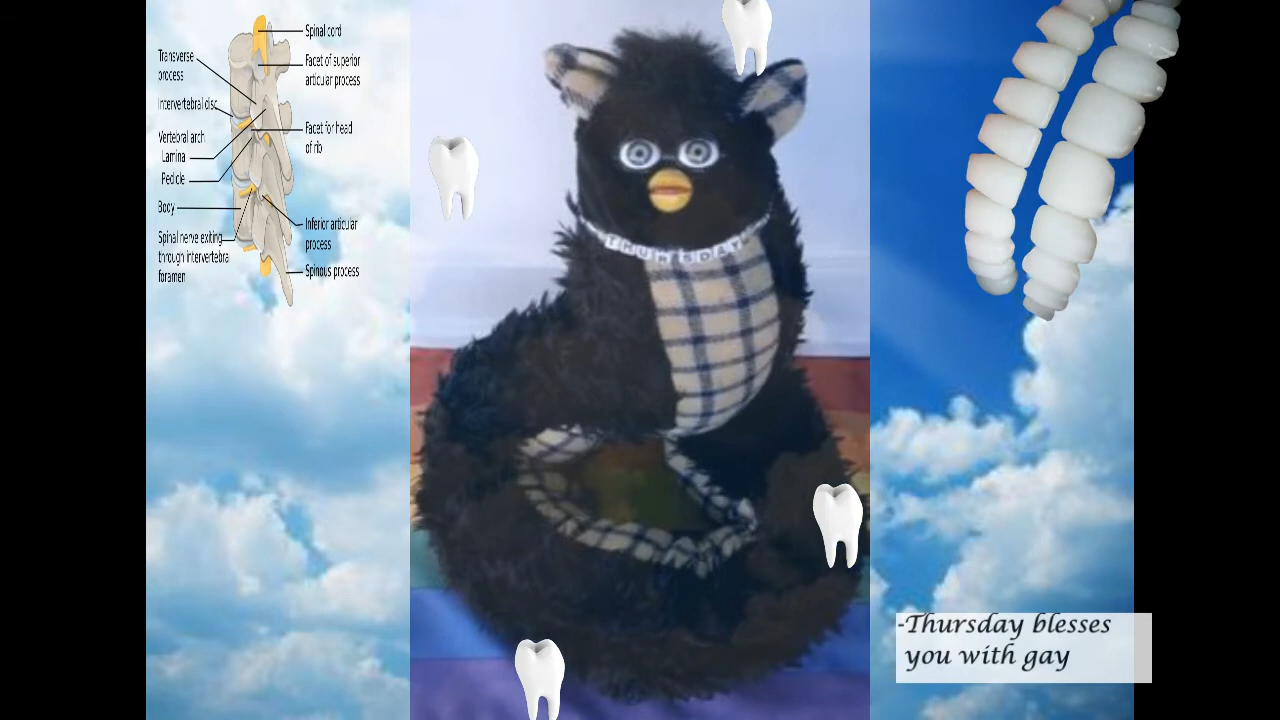 Spinal cord
Transverse
process
Facet of superior
articular process
Intervertebral disc
Vertebral arch
Lamina
Facet for head
of rib
Pedicle
Body
Inferior articular
process
Spinal nerve exiting
through intervertebra
foramen
Spinous process
THURSDAY
-Thursday blesses
you with gay